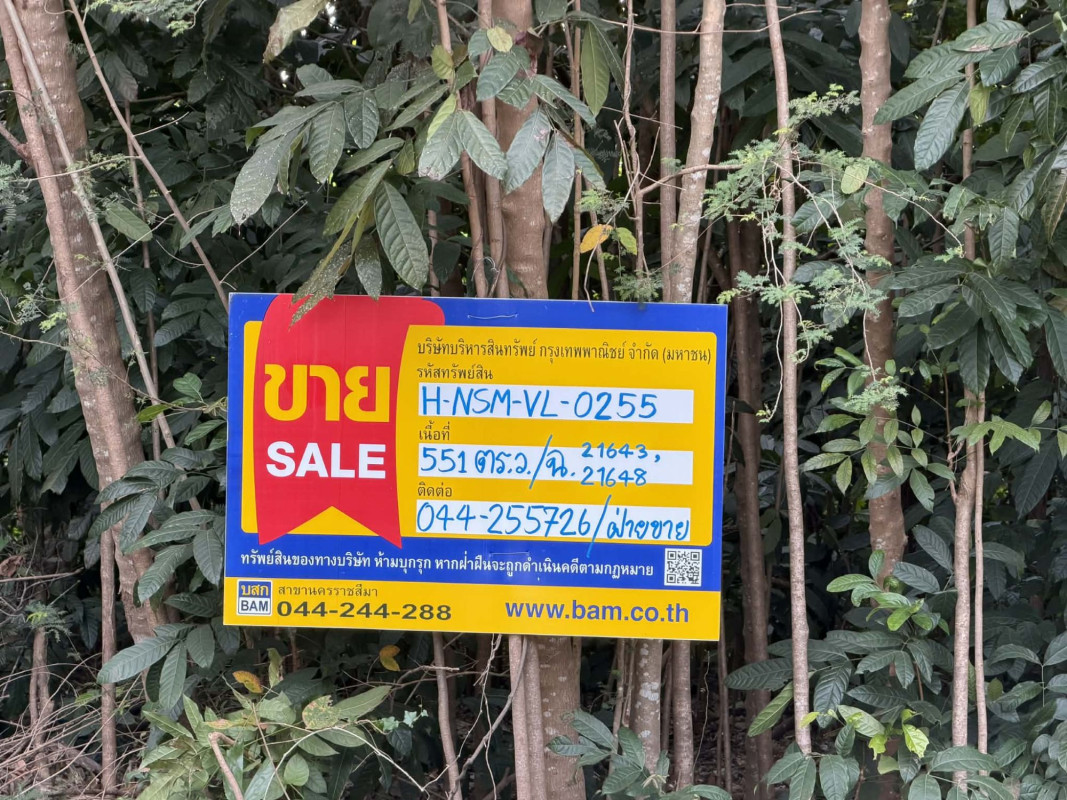 ขาย
SALE
บริษัทบริหารสินทรัพย์ กรุงเทพพาณิชย์ จำกัด (มหาชน)
รหัสทรัพย์สิน
H-NSM-VL-0255
เนื้อที่
551 ตร.ว./ฉ. 21643,
21648
ติดต่อ
044-255726/ฝ่ายขาย
ทรัพย์สินของทางบริษัท ห้ามบุกรุก หากฝ่าฝืนจะถูกดำเนินคดีตามกฎหมาย
บสก
BAM
สาขานครราชสีมา
044-244-288
www.bam.co.th